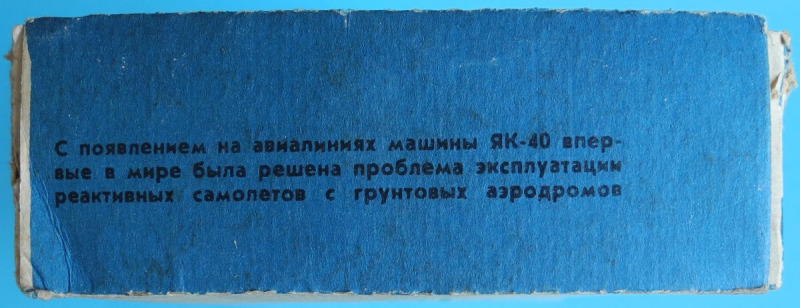 С появлением на авиалиниях машины ЯК-40 впер-
вые в мире была решена проблема эксплуатации
реактивных самолетов с грунтовых аэродромов